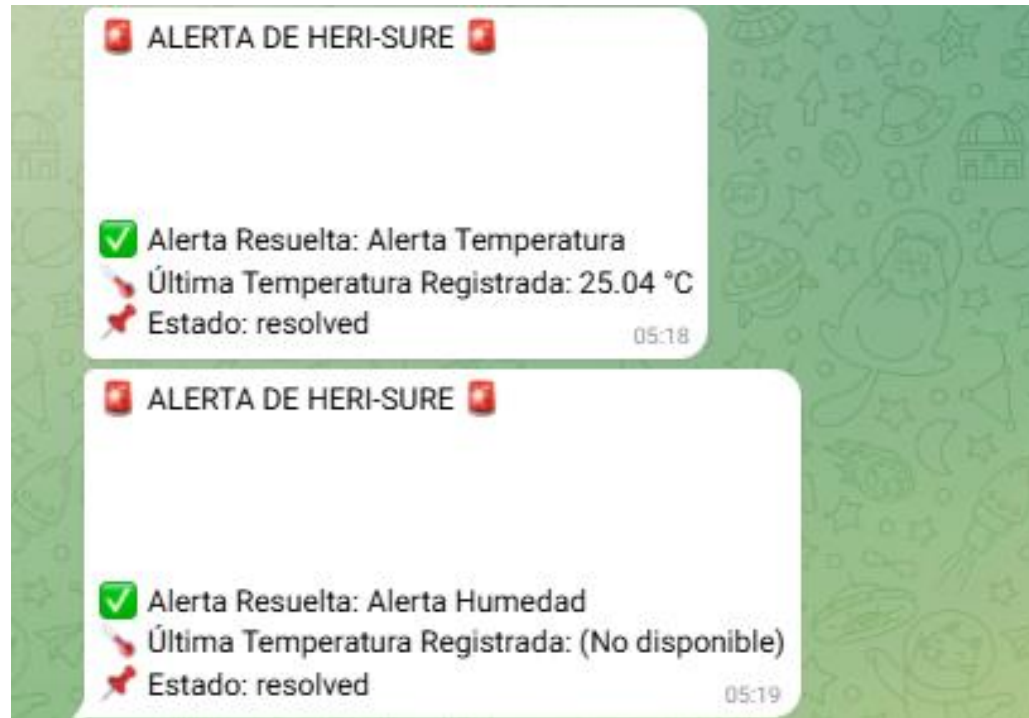 🚨 ALERTA DE HERI-SURE 🚨
✅ Alerta Resuelta: Alerta Temperatura
🌡️ Última Temperatura Registrada: 25.04 °C
📌 Estado: resolved
05:18
🚨 ALERTA DE HERI-SURE 🚨
✅ Alerta Resuelta: Alerta Humedad
🌡️ Última Temperatura Registrada: (No disponible)
📌 Estado: resolved
05:19